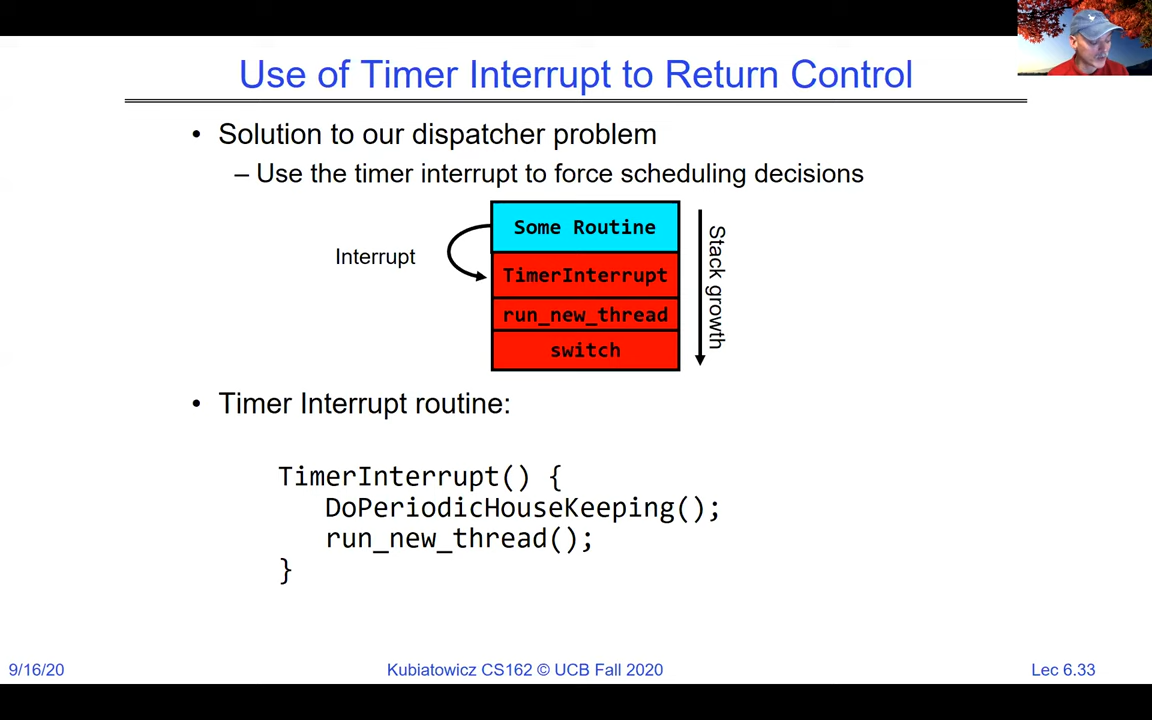 Use of Timer Interrupt to Return Control
• Solution to our dispatcher problem
– Use the timer interrupt to force scheduling decisions
Some Routine
Interrupt
TimerInterrupt
run_new_thread
switch
Stack growth
• Timer Interrupt routine:
TimerInterrupt() {
DoPeriodicHouseKeeping();
run_new_thread();
}
9/16/20
Kubiatowicz CS162 © UCB Fall 2020
Lec 6.33